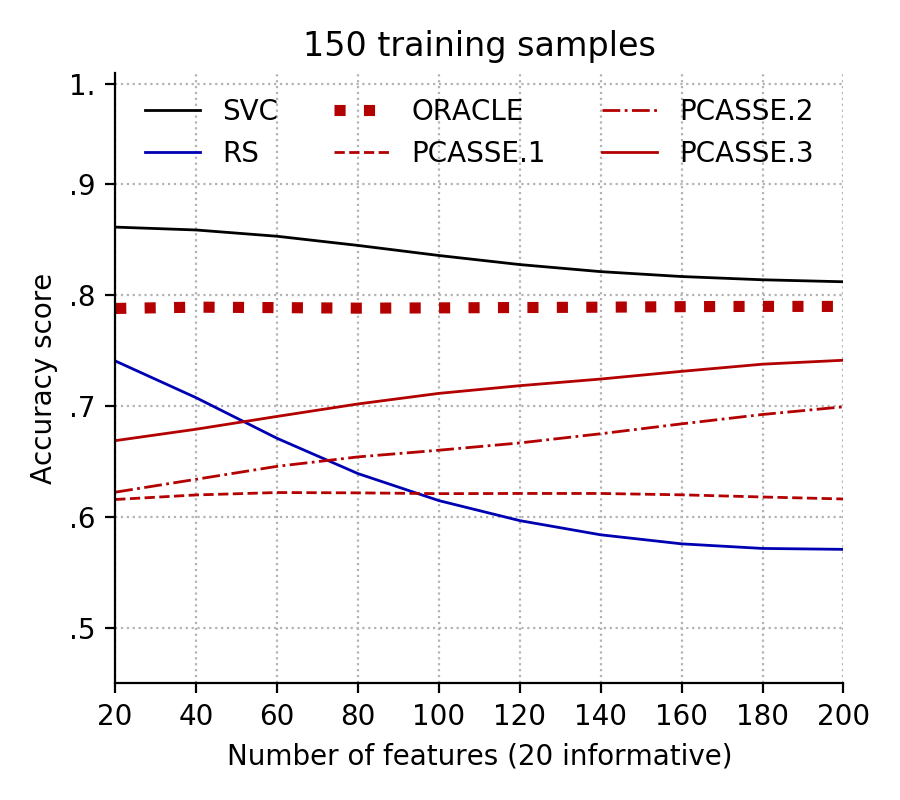 150 training samples
SVC
RS
ORACLE
PCASSE.1
PCASSE.2
PCASSE.3
1.
.9
.8
.7
.6
.5
Accuracy score
20 40 60 80 100 120 140 160 180 200
Number of features (20 informative)